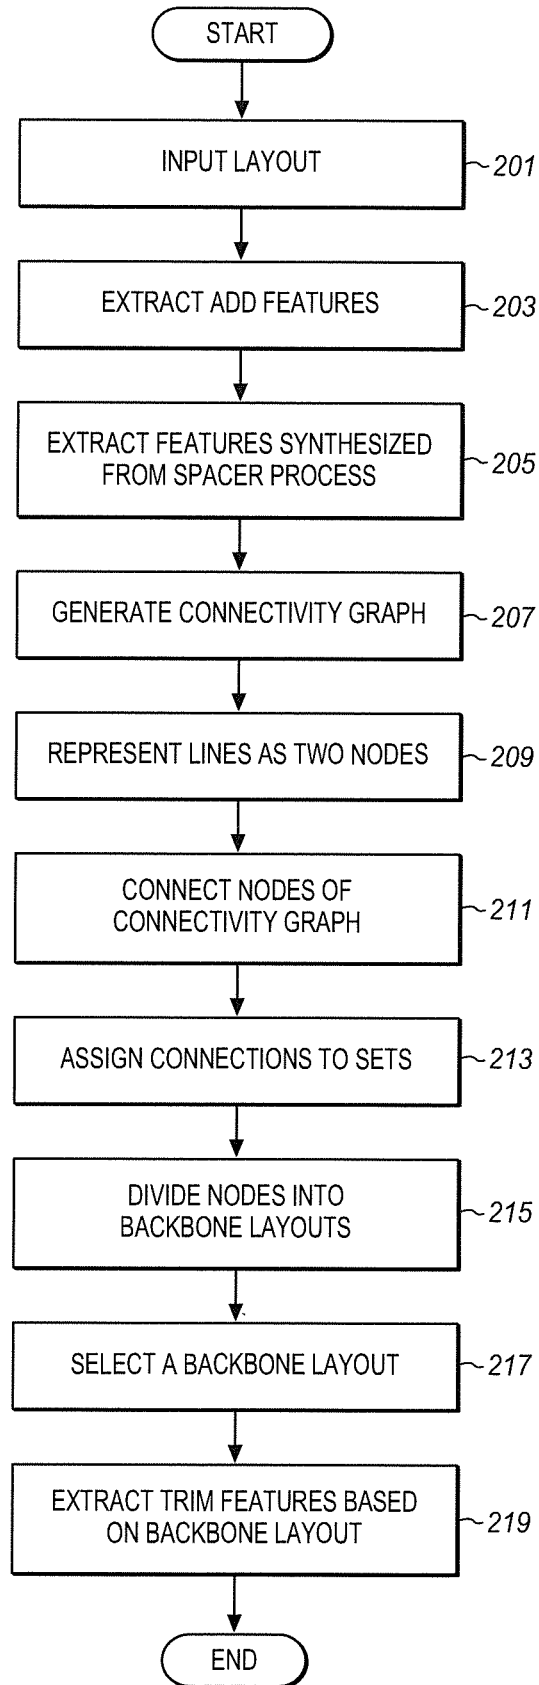 START
INPUT LAYOUT
201
EXTRACT ADD FEATURES
203
EXTRACT FEATURES SYNTHESIZED
FROM SPACER PROCESS
205
GENERATE CONNECTIVITY GRAPH
207
REPRESENT LINES AS TWO NODES
209
CONNECT NODES OF
CONNECTIVITY GRAPH
211
ASSIGN CONNECTIONS TO SETS
213
DIVIDE NODES INTO
BACKBONE LAYOUTS
215
SELECT A BACKBONE LAYOUT
217
EXTRACT TRIM FEATURES BASED
ON BACKBONE LAYOUT
219
END